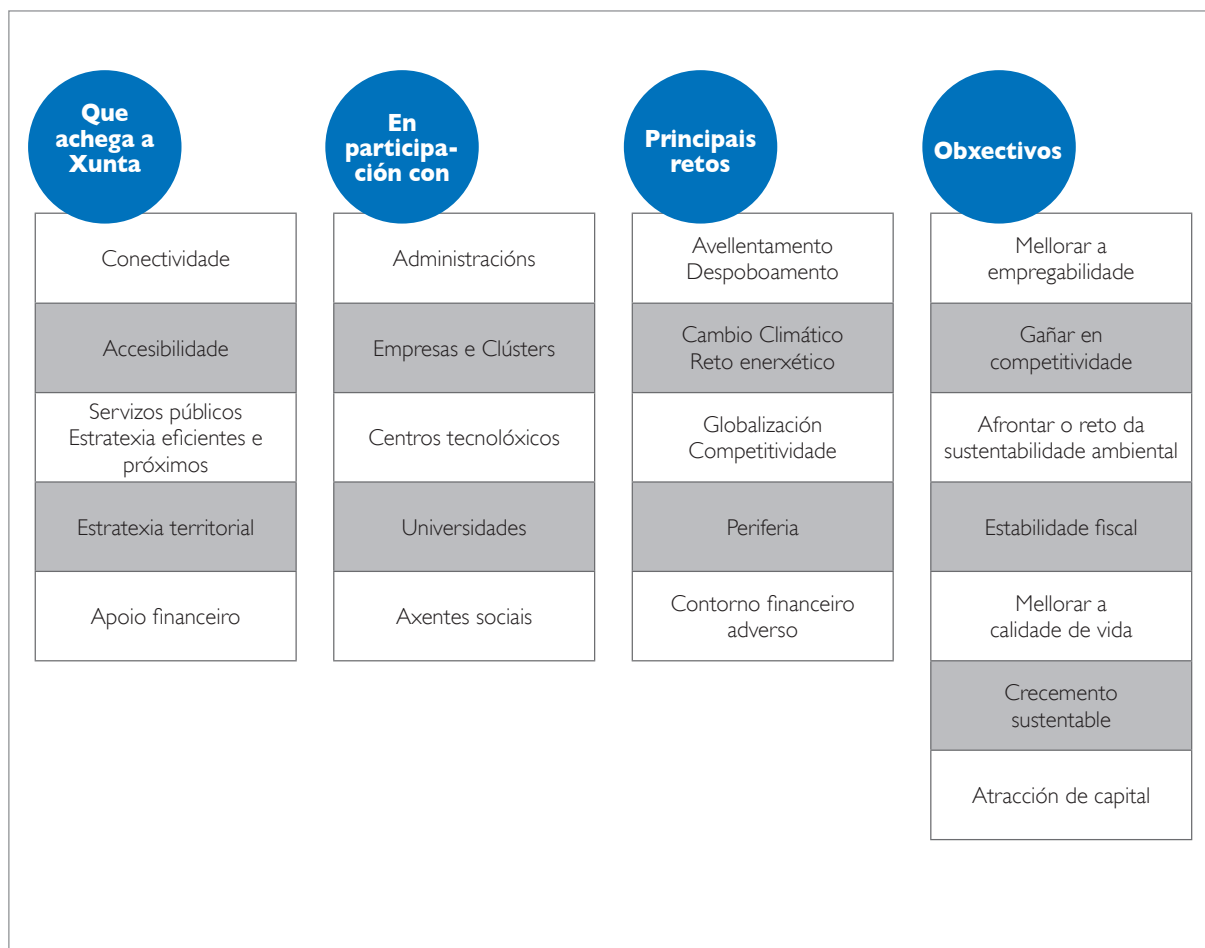 Que
achega a
Xunta
Conectividade
Accesibilidade
Servizos públicos
Estratexia eficientes e
próximos
Estratexia territorial
Apoio financeiro
En
participa-
ción con
Administracións
Empresas e Clústers
Centros tecnolóxicos
Universidades
Axentes sociais
Principais
retos
Avellentamento
Despoboamento
Cambio Climático
Reto enerxético
Globalización
Competitividade
Periferia
Contorno financeiro
adverso
Obxectivos
Mellorar a
empregabilidade
Gañar en
competitividade
Afrontar o reto da
sustentabilidade ambiental
Estabilidade fiscal
Mellorar a
calidade de vida
Crecemento
sustentable
Atracción de capital